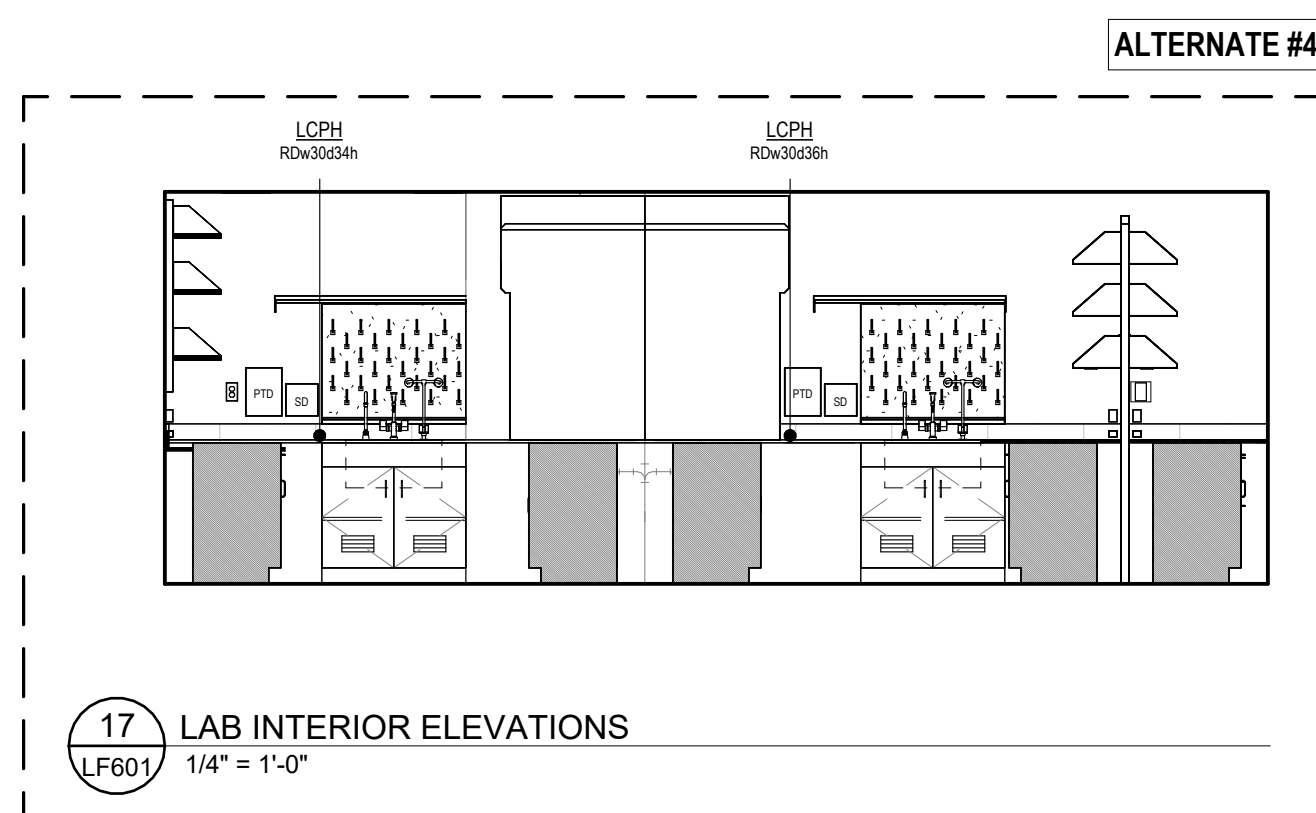 ALTERNATE #4
LCPH
RDw30d34h
LCPH
RDw30d36h
PTD
SD
PTD
SD
17
LAB INTERIOR ELEVATIONS
LF601
1/4" = 1'-0"